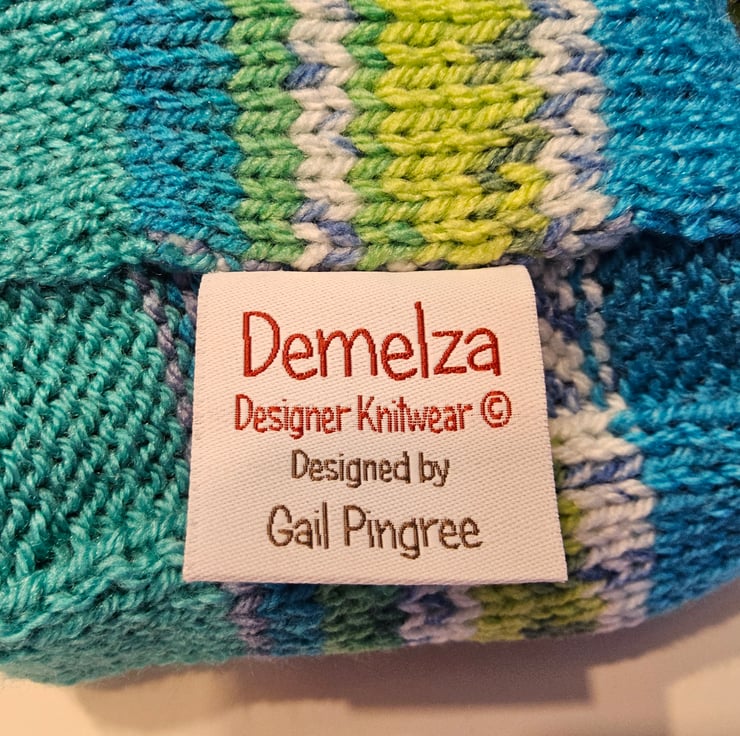 Demelza
Designer Knitwear ©
Designed by
Gail Pingree